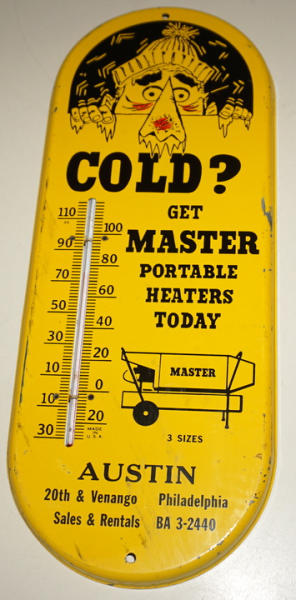 COLD?
GET
MASTER
PORTABLE
HEATERS
TODAY
110
100
90
80
70
60
50
40
30
20
10
0
10
20
30
MADE
IN
U.S.A.
MASTER
3 SIZES
AUSTIN
20th & Venango Philadelphia
Sales & Rentals BA 3-2440